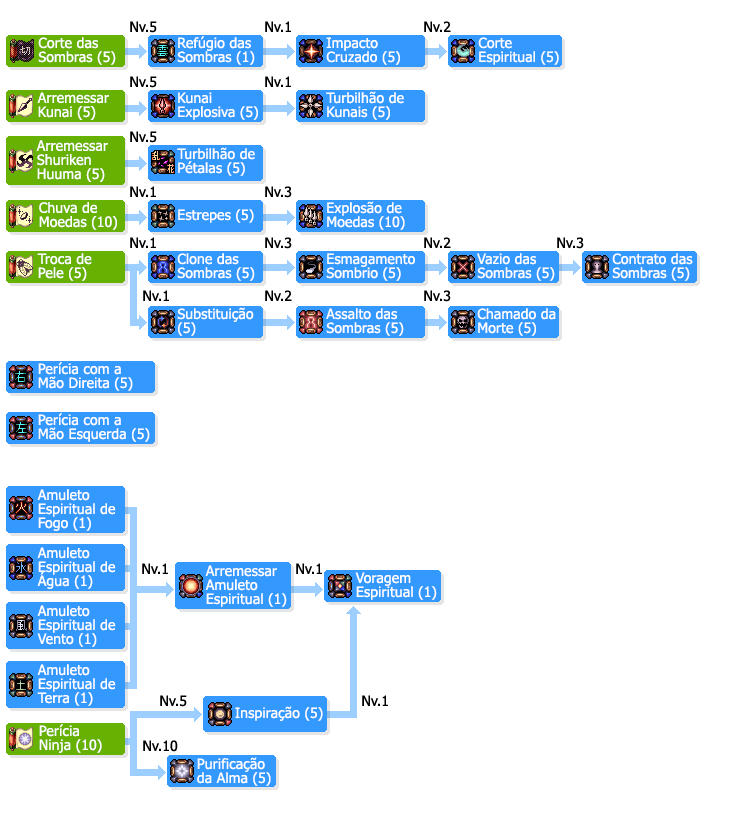 Nv.5
Nv.1
Nv.2
Corte das
Sombras (5)
Refúgio das
Sombras (1)
Impacto
Cruzado (5)
Corte
Espiritual (5)
Nv.5
Nv.1
Arremessar
Kunai (5)
Kunai
Explosiva (5)
Turbilhão de
Kunais (5)
Nv.5
Arremessar
Shuriken
Huuma (5)
Turbilhão de
Pétalas (5)
Nv.1
Nv.3
Chuva de
Moedas (10)
Estrepes (5)
Explosão de
Moedas (10)
Nv.1
Nv.3
Nv.2
Nv.3
Troca de
Pele (5)
Clone das
Sombras (5)
Esmagamento
Sombrio (5)
Vazio das
Sombras (5)
Contrato das
Sombras (5)
Nv.1
Nv.2
Nv.3
Substituição
(5)
Assalto das
Sombras (5)
Chamado da
Morte (5)
右
Perícia com a
Mão Direita (5)
左
Perícia com a
Mão Esquerda (5)
火
Amuleto
Espiritual de
Fogo (1)
氷
Amuleto
Espiritual de
Água (1)
Nv.1
Arremessar
Amuleto
Espiritual (1)
Nv.1
Voragem
Espiritual (1)
風
Amuleto
Espiritual de
Vento (1)
土
Amuleto
Espiritual de
Terra (1)
Nv.5
Inspiração (5)
Nv.1
Perícia
Ninja (10)
Nv.10
Purificação
da Alma (5)